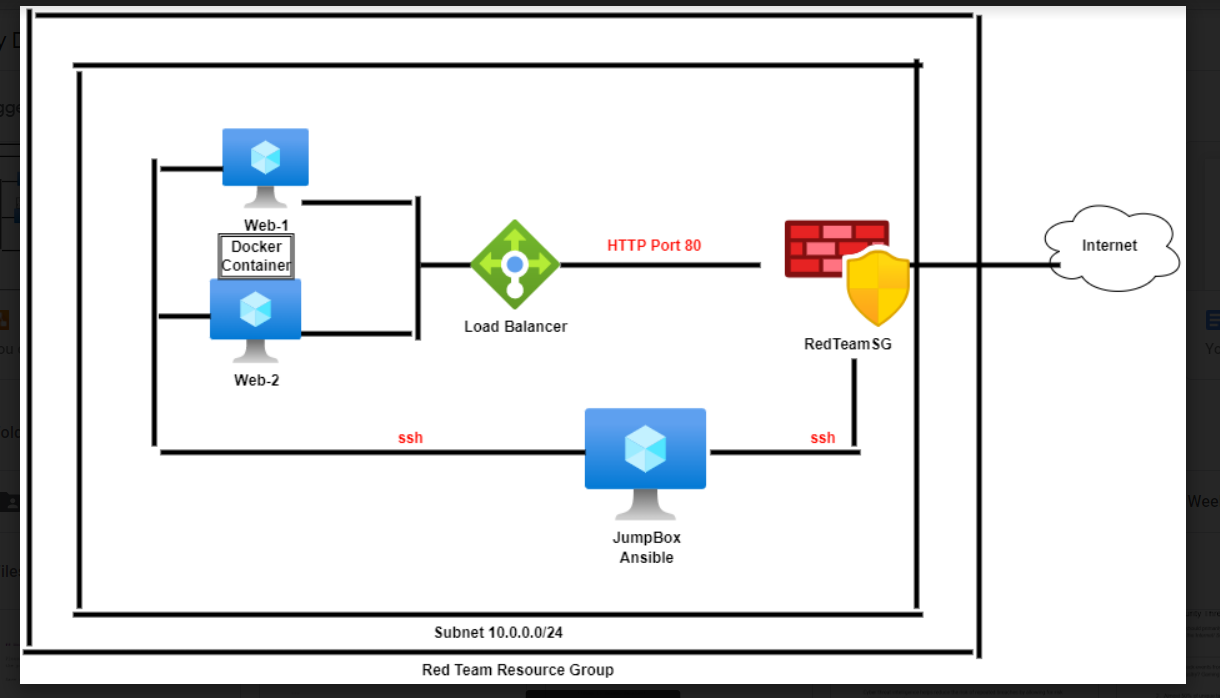 Web-1
Docker
Container
Web-2
Load Balancer
HTTP Port 80
RedTeamSG
Internet
ssh
ssh
JumpBox
Ansible
Subnet 10.0.0.0/24
Red Team Resource Group
Wee